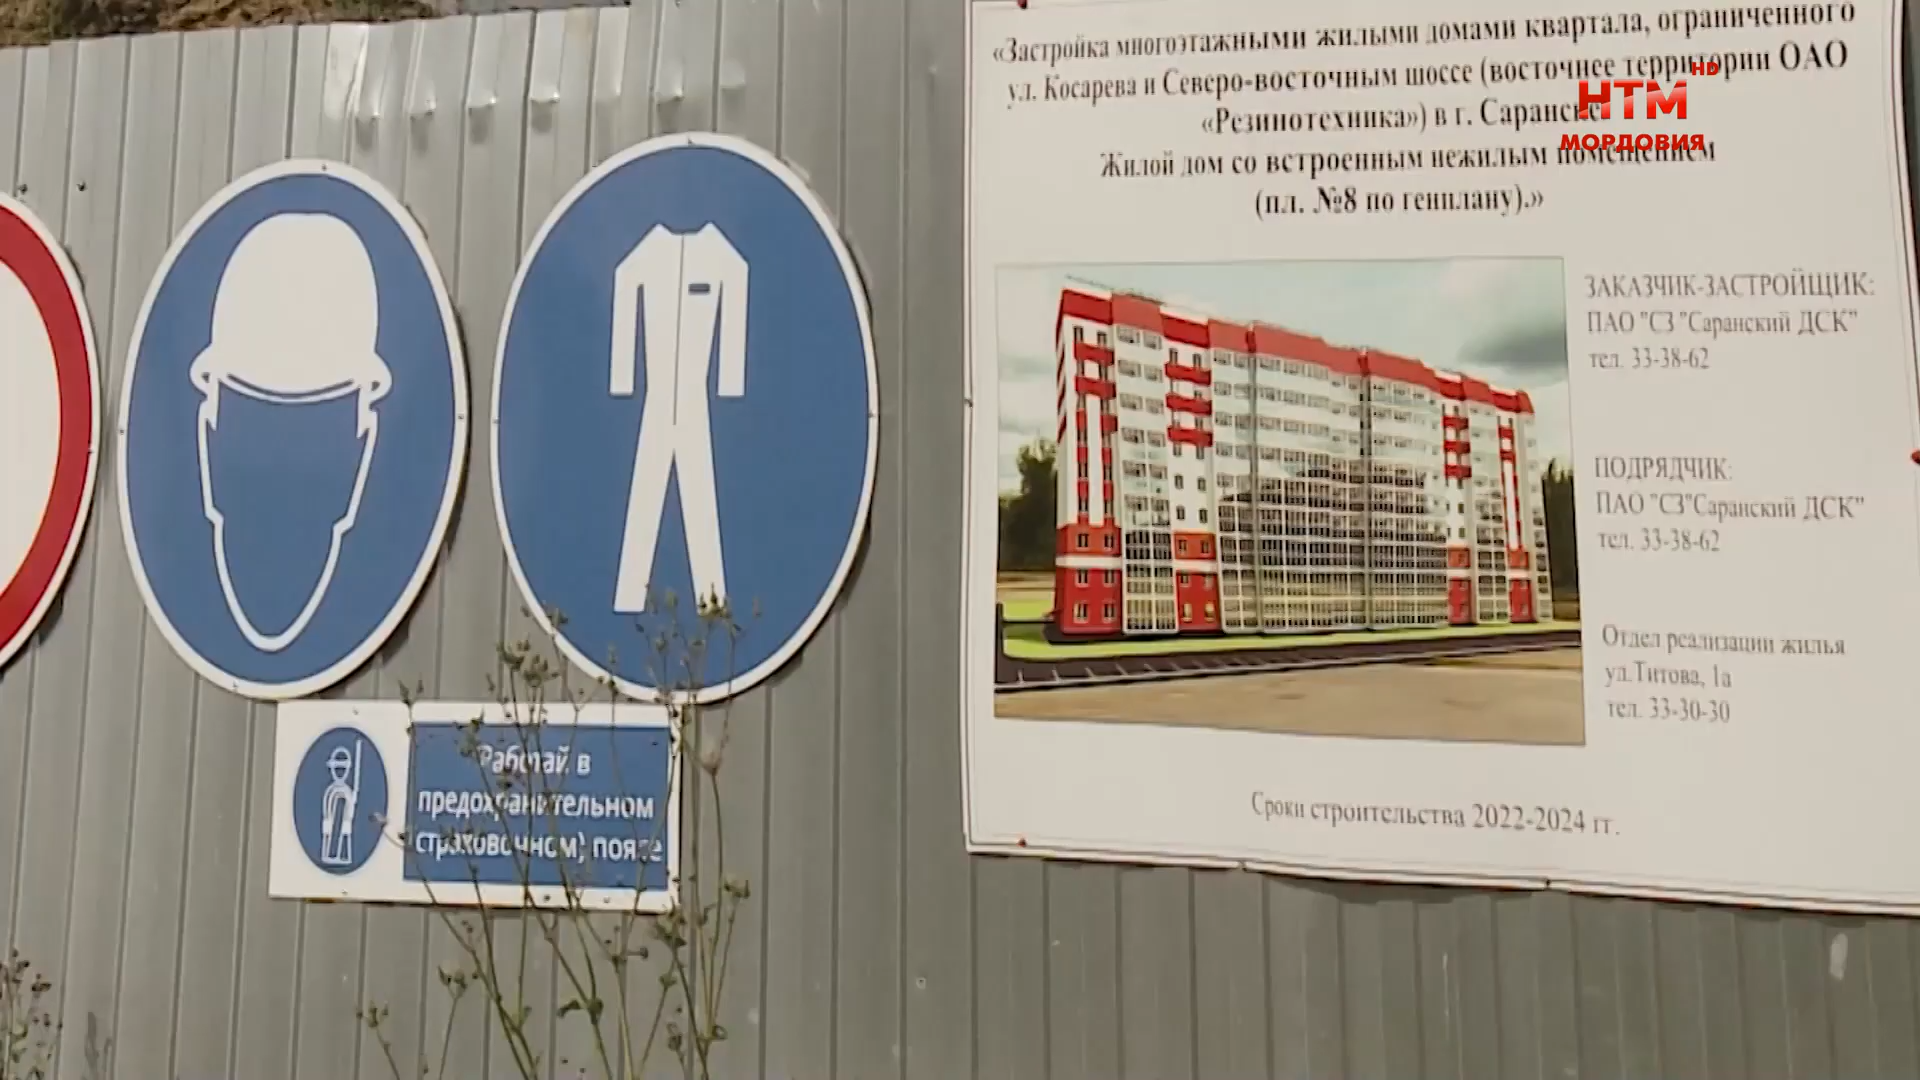 «Застройка многоэтажными жилыми домами квартала, ограниченного
ул. Косарева и Северо-восточным шоссе (восточнее территории ОАО
«Резинотехника») в г. Саранске.
Жилой дом со встроенным нежилым помещением
(пл. №8 по генплану).»
HD
НТМ
МОРДОВИЯ
ЗАКАЗЧИК-ЗАСТРОЙЩИК:
ПАО "СЗ "Саранский ДСК"
тел. 33-38-62
ПОДРЯДЧИК:
ПАО "СЗ"Саранский ДСК"
тел. 33-38-62
Отдел реализации жилья
ул.Титова, 1а
тел. 33-30-30
Сроки строительства 2022-2024 гг.
Работай в
предохранительном
(страховочном) поясе